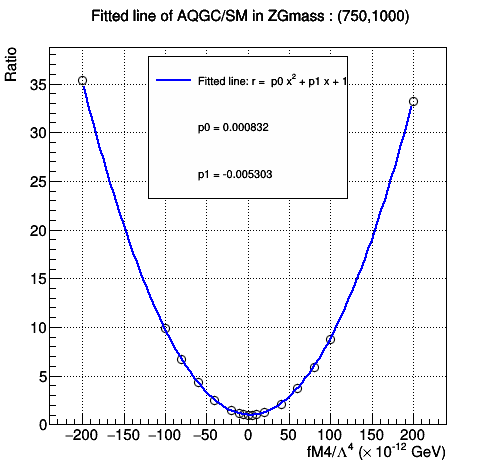 Fitted line of AQGC/SM in ZGmass : (750,1000)
Ratio
Fitted line: r = p0 x² + p1 x + 1
p0 = 0.000832
p1 = -0.005303
35
30
25
20
15
10
5
0
−200 −150 −100 −50 0 50 100 150 200
fM4/Λ⁴ (× 10⁻¹² GeV)